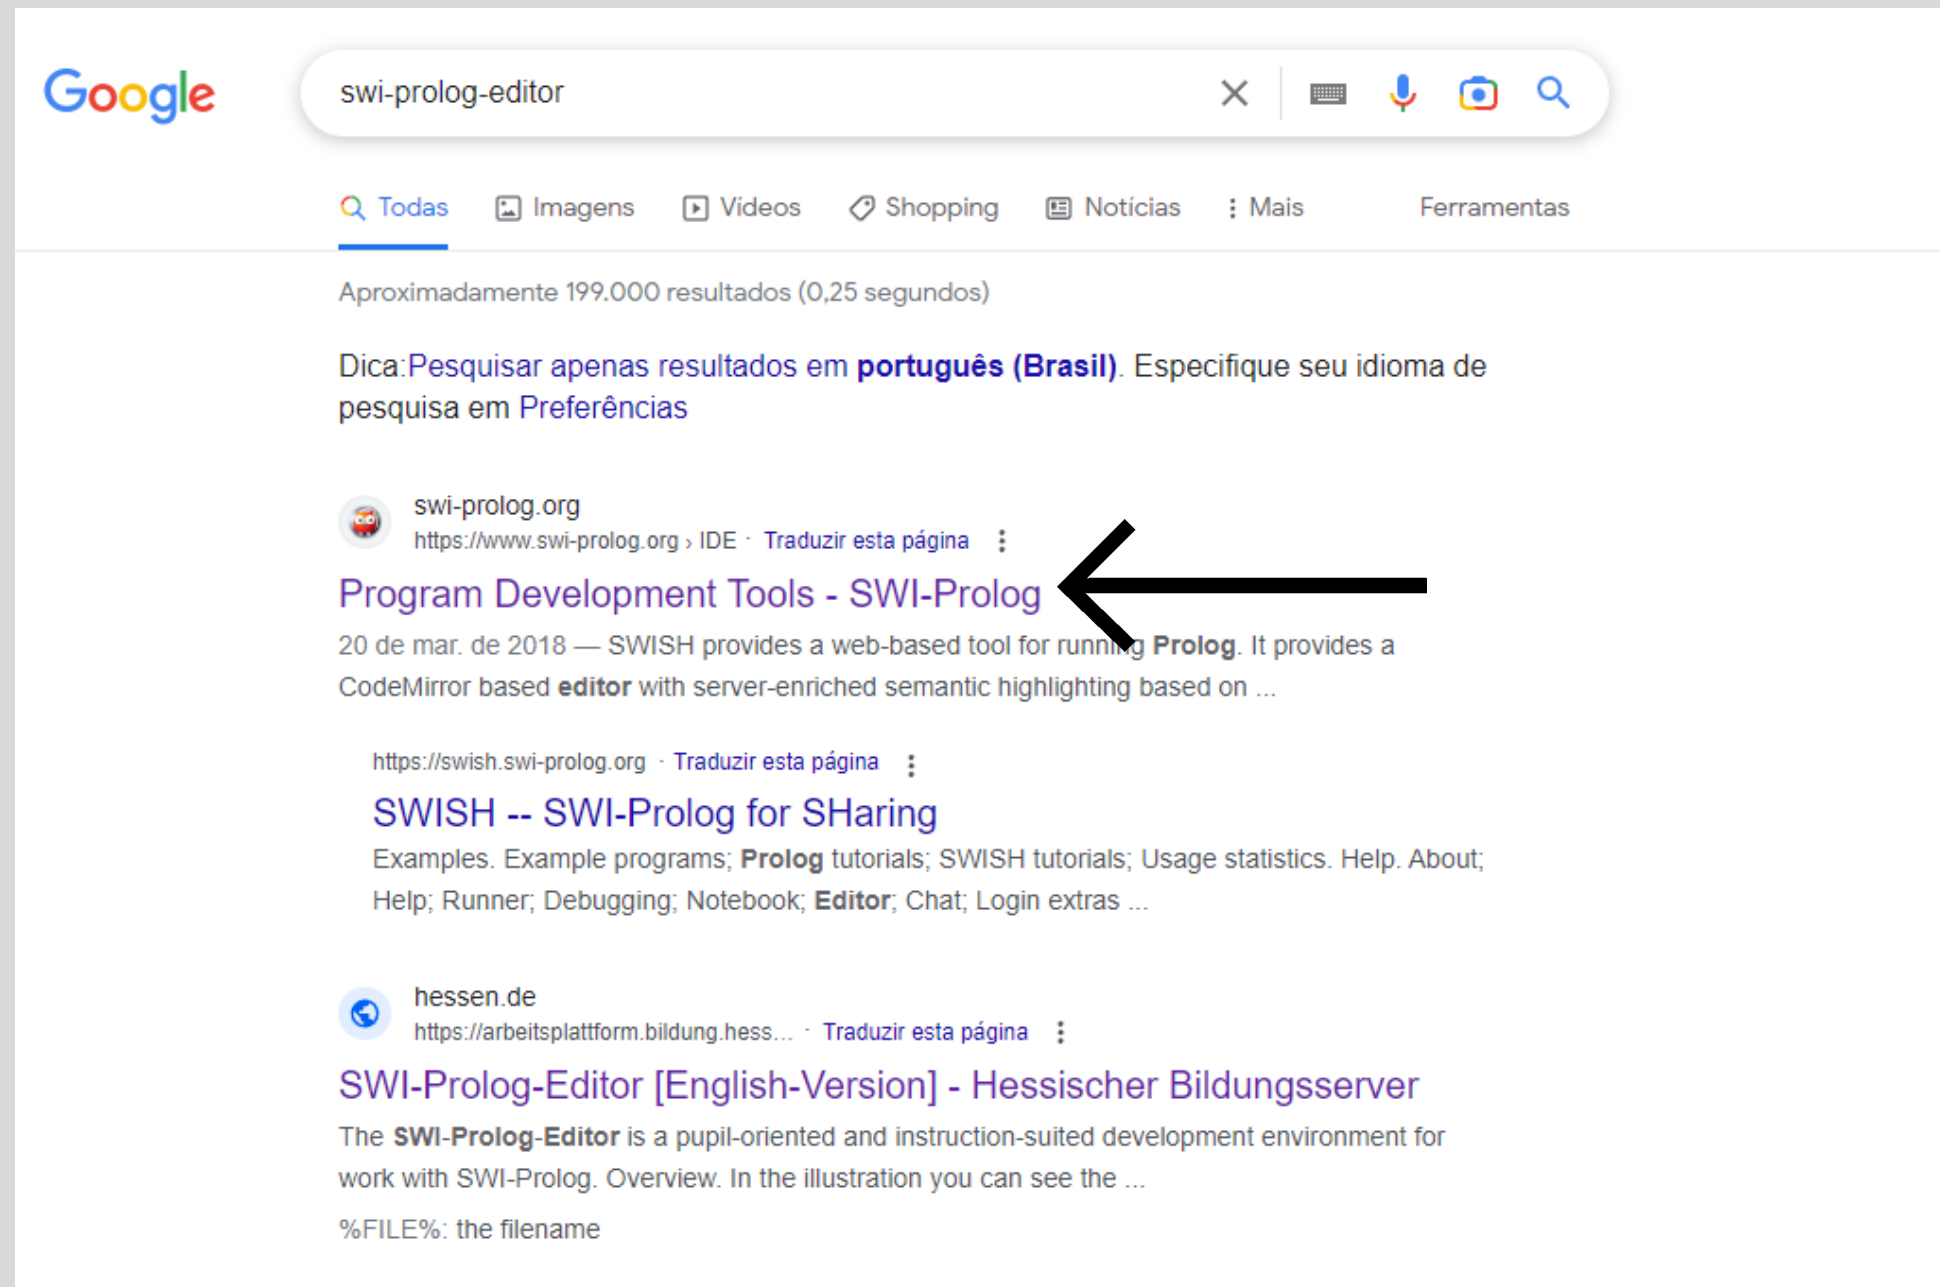 Google
swi-prolog-editor
Todas Imagens Vídeos Shopping Notícias Mais Ferramentas
Aproximadamente 199.000 resultados (0,25 segundos)
Dica:Pesquisar apenas resultados em português (Brasil). Especifique seu idioma de
pesquisa em Preferências
swi-prolog.org
https://www.swi-prolog.org › IDE · Traduzir esta página
Program Development Tools - SWI-Prolog
20 de mar. de 2018 — SWISH provides a web-based tool for running Prolog. It provides a
CodeMirror based editor with server-enriched semantic highlighting based on ...
https://swish.swi-prolog.org · Traduzir esta página
SWISH -- SWI-Prolog for SHaring
Examples. Example programs; Prolog tutorials; SWISH tutorials; Usage statistics. Help. About;
Help; Runner; Debugging; Notebook; Editor; Chat; Login extras ...
hessen.de
https://arbeitsplattform.bildung.hess... · Traduzir esta página
SWI-Prolog-Editor [English-Version] - Hessischer Bildungsserver
The SWI-Prolog-Editor is a pupil-oriented and instruction-suited development environment for
work with SWI-Prolog. Overview. In the illustration you can see the ...
%FILE%: the filename